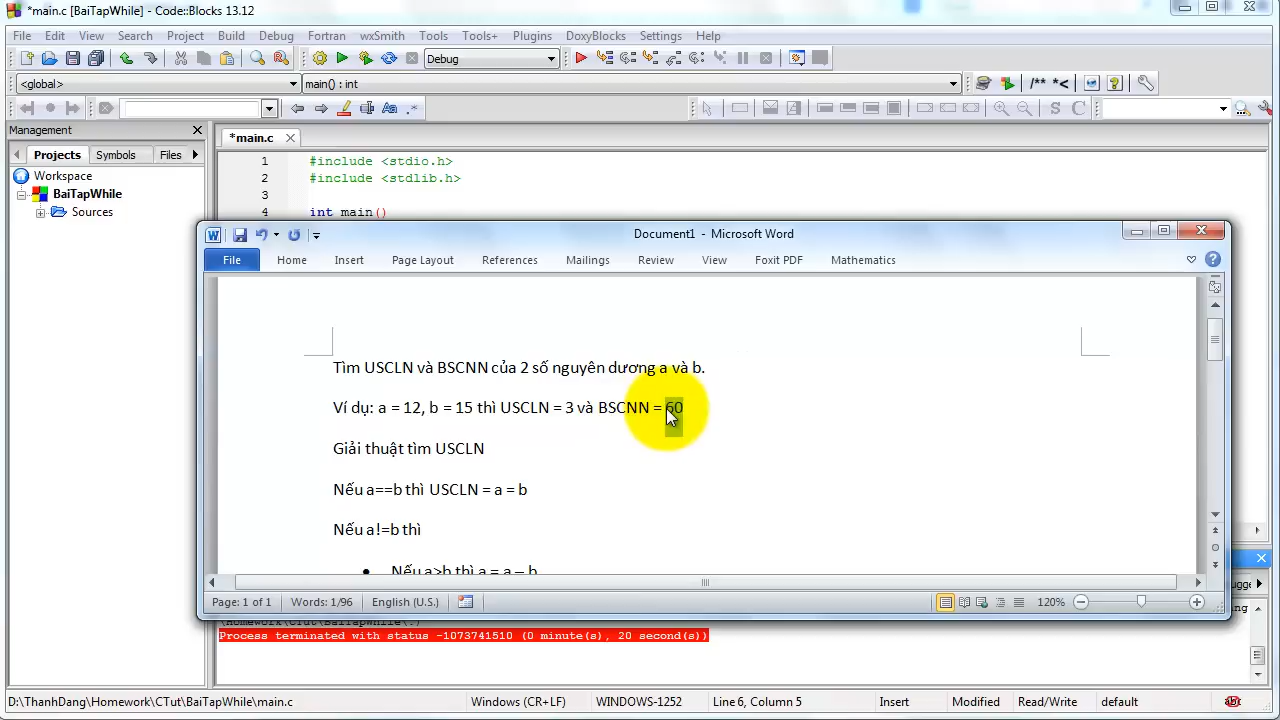 *main.c [BaiTapWhile] - Code::Blocks 13.12
File Edit View Search Project Build Debug Fortran wxSmith Tools Tools+ Plugins DoxyBlocks Settings Help
Debug
<global> main() : int
/** *<
Management
*main.c
Projects Symbols Files
Workspace
BaiTapWhile
Sources
1 #include <stdio.h>
2 #include <stdlib.h>
3
4 int main()
Document1 - Microsoft Word
File Home Insert Page Layout References Mailings Review View Foxit PDF Mathematics
Tìm USCLN và BSCNN của 2 số nguyên dương a và b.
Ví dụ: a = 12, b = 15 thì USCLN = 3 và BSCNN = 60
Giải thuật tìm USCLN
Nếu a==b thì USCLN = a = b
Nếu a!=b thì
• Nếu a>b thì a = a – b
Page: 1 of 1 Words: 1/96 English (U.S.) 120%
\Homework\CTut\BaiTapWhile\.)
Process terminated with status -1073741510 (0 minute(s), 20 second(s))
D:\ThanhDang\Homework\CTut\BaiTapWhile\main.c Windows (CR+LF) WINDOWS-1252 Line 6, Column 5 Insert Modified Read/Write default